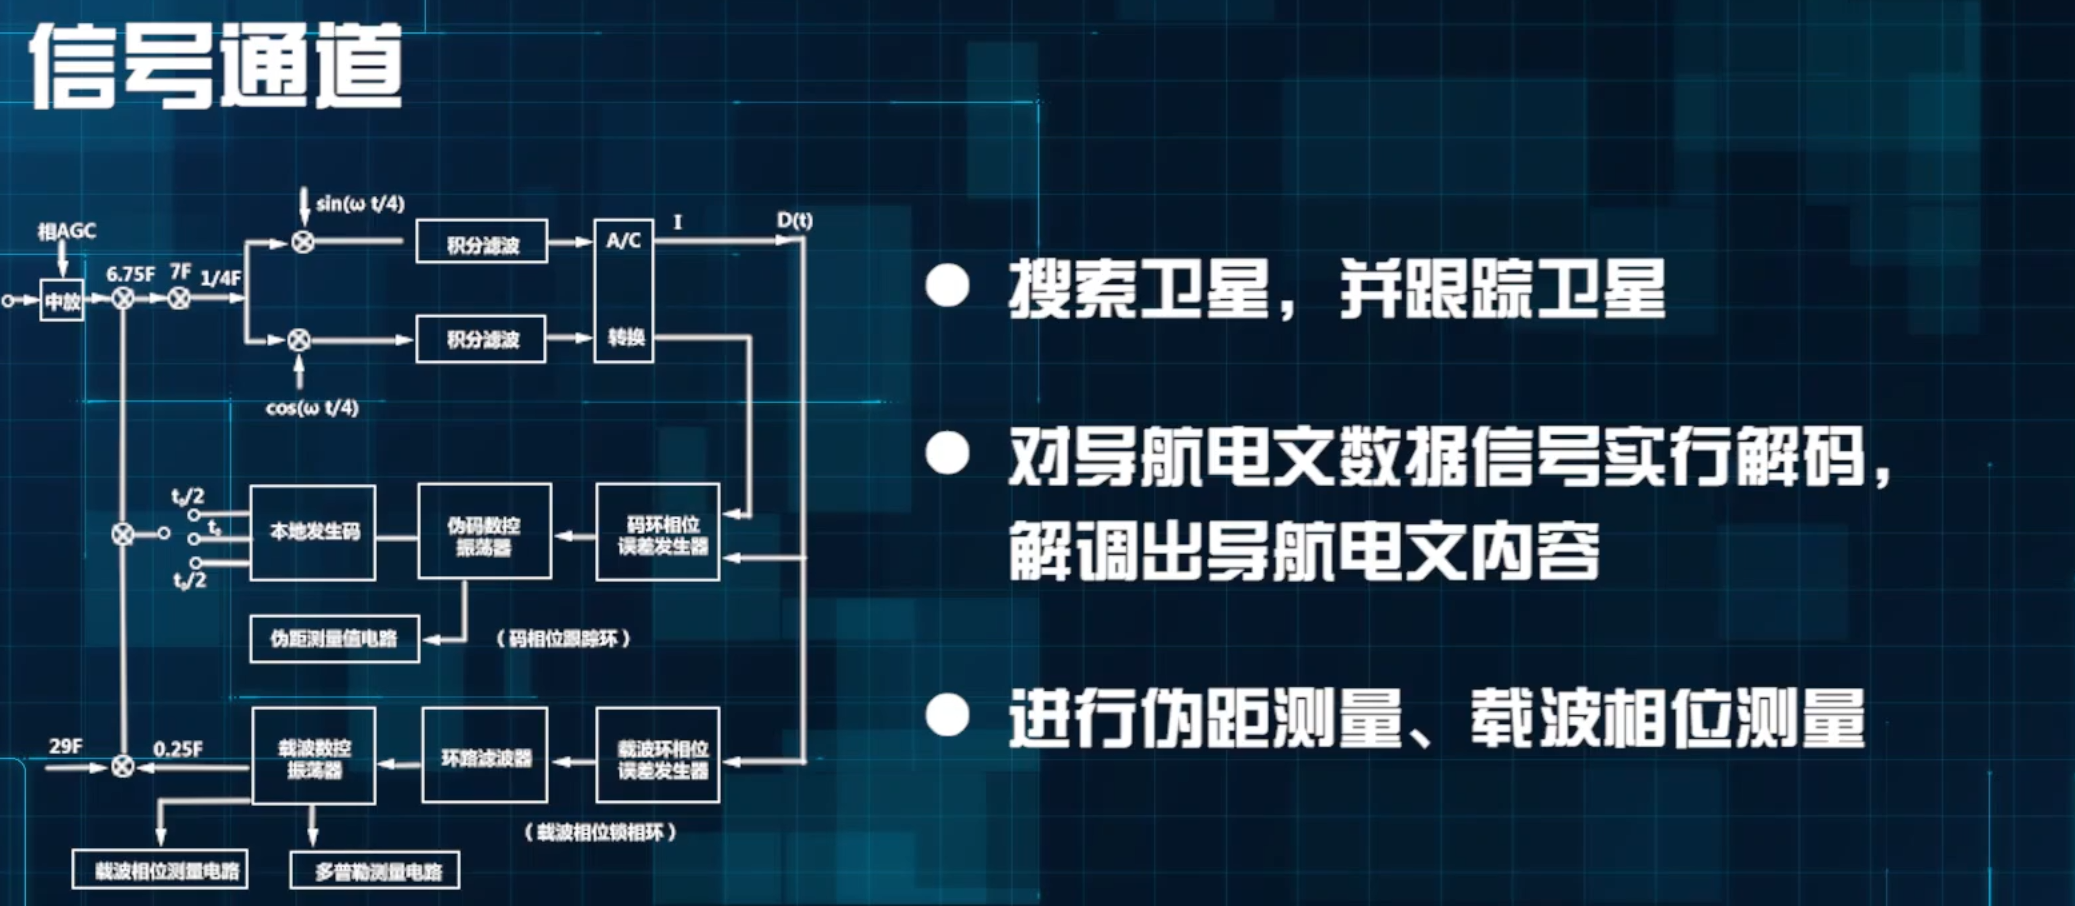 信号通道
sin(ω t/4)
相AGC
6.75F
7F
1/4F
中放
积分滤波
A/C
I
D(t)
积分滤波
转换
cos(ω t/4)
t₀/2
t₀
t₀/2
本地发生码
伪码数控
振荡器
码环相位
误差发生器
伪距测量值电路
（码相位跟踪环）
29F
0.25F
载波数控
振荡器
环路滤波器
载波环相位
误差发生器
（载波相位锁相环）
载波相位测量电路
多普勒测量电路
搜索卫星，并跟踪卫星
对导航电文数据信号实行解码，
解调出导航电文内容
进行伪距测量、载波相位测量